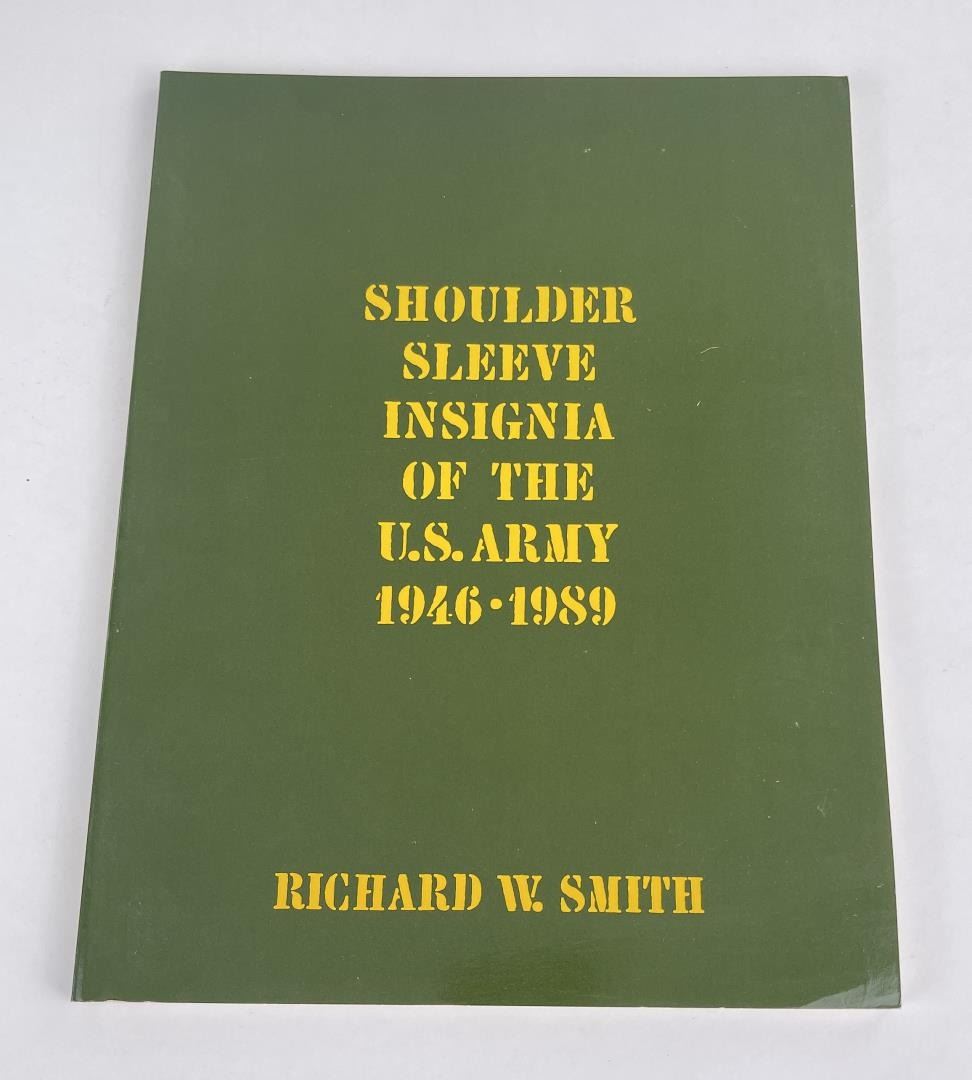 SHOULDER
SLEEVE
INSIGNIA
OF THE
U.S. ARMY
1946·1989
RICHARD W. SMITH